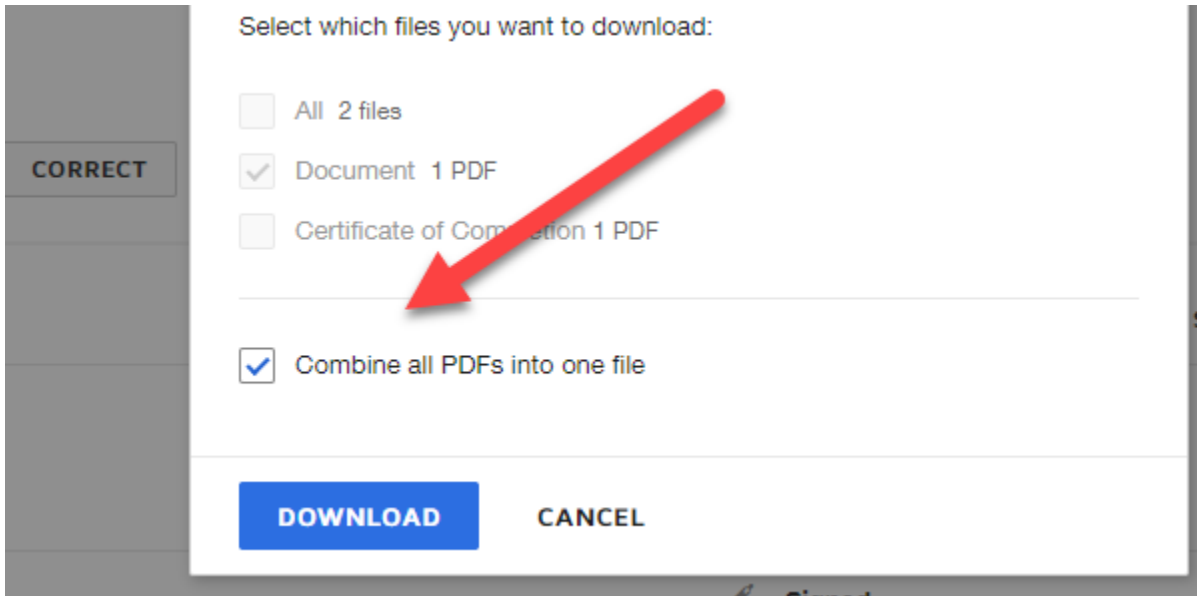 Select which files you want to download:
All 2 files
CORRECT
Document 1 PDF
Certificate of Completion 1 PDF
Combine all PDFs into one file
DOWNLOAD CANCEL